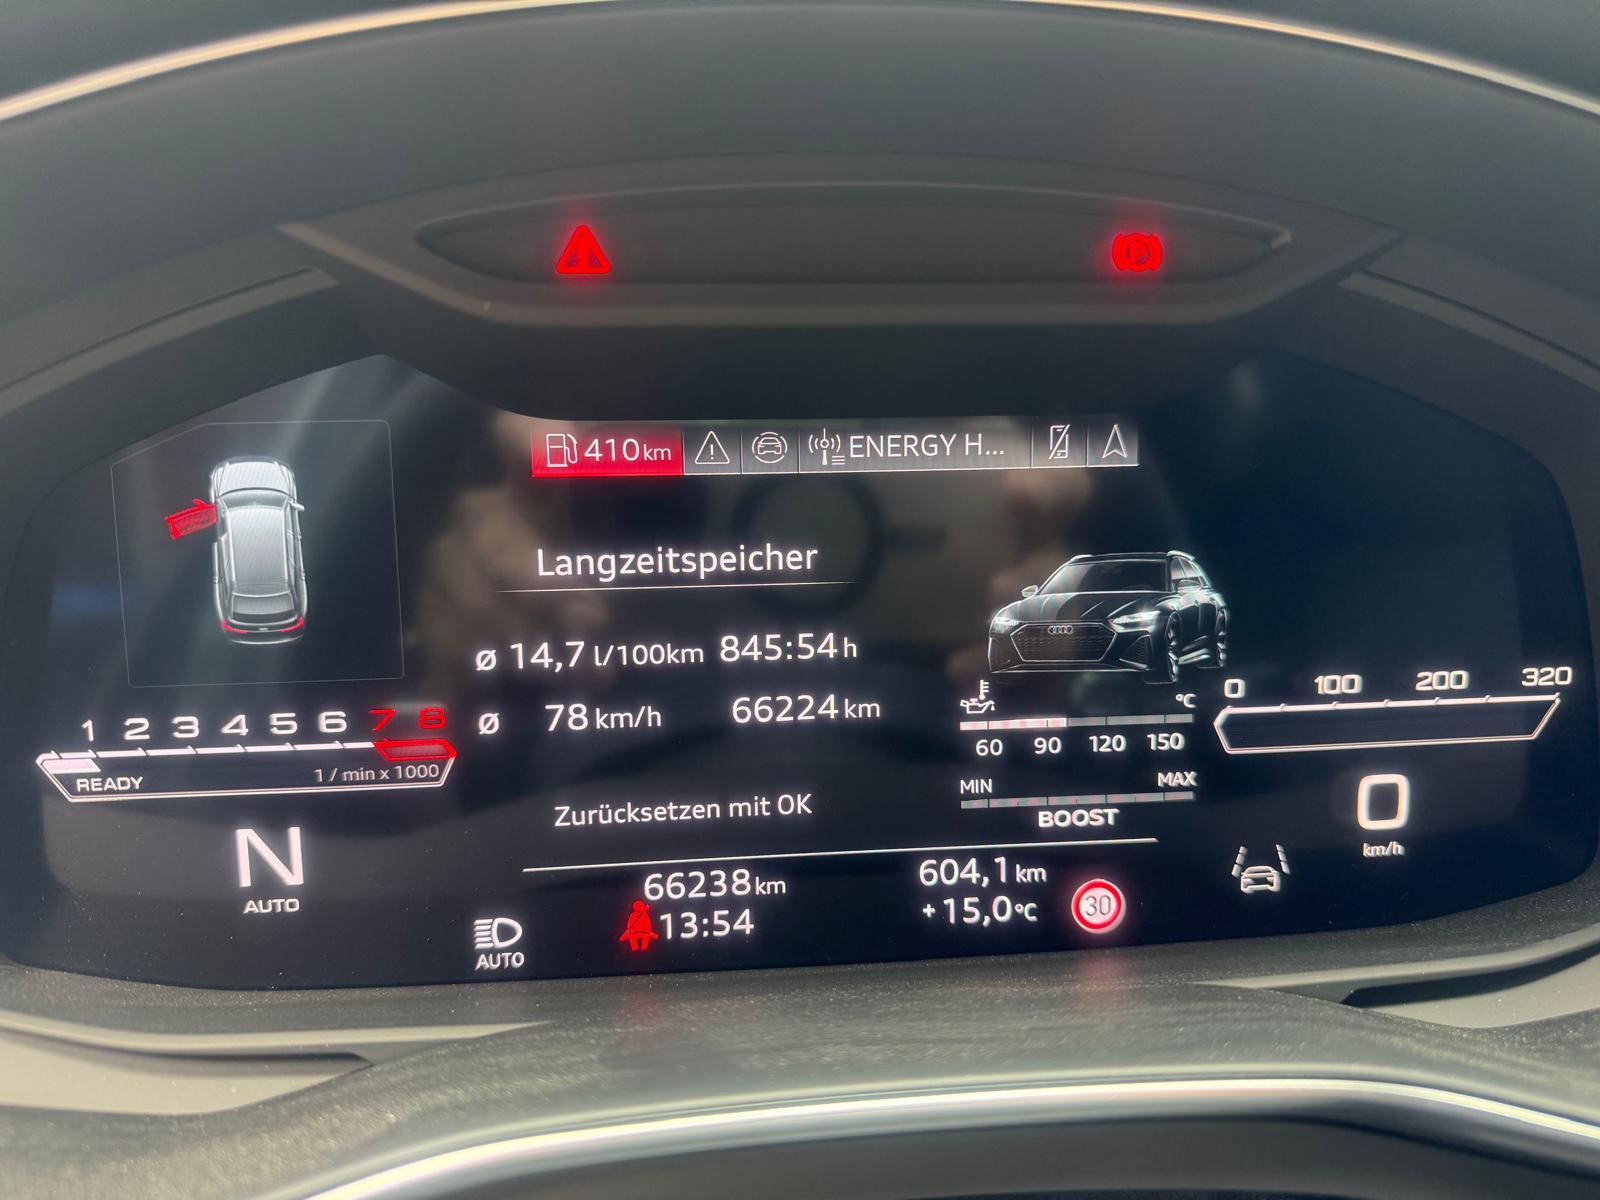 P
410 km ENERGY H...
Langzeitspeicher
ø 14,7 l/100km 845:54 h
ø 78 km/h 66224 km
Zurücksetzen mit OK
1 2 3 4 5 6 7 8
READY 1 / min x 1000
N
AUTO
°C
60 90 120 150
MIN MAX
BOOST
0 100 200 320
0
km/h
66238 km 604,1 km
13:54 +15,0 °C 30
AUTO